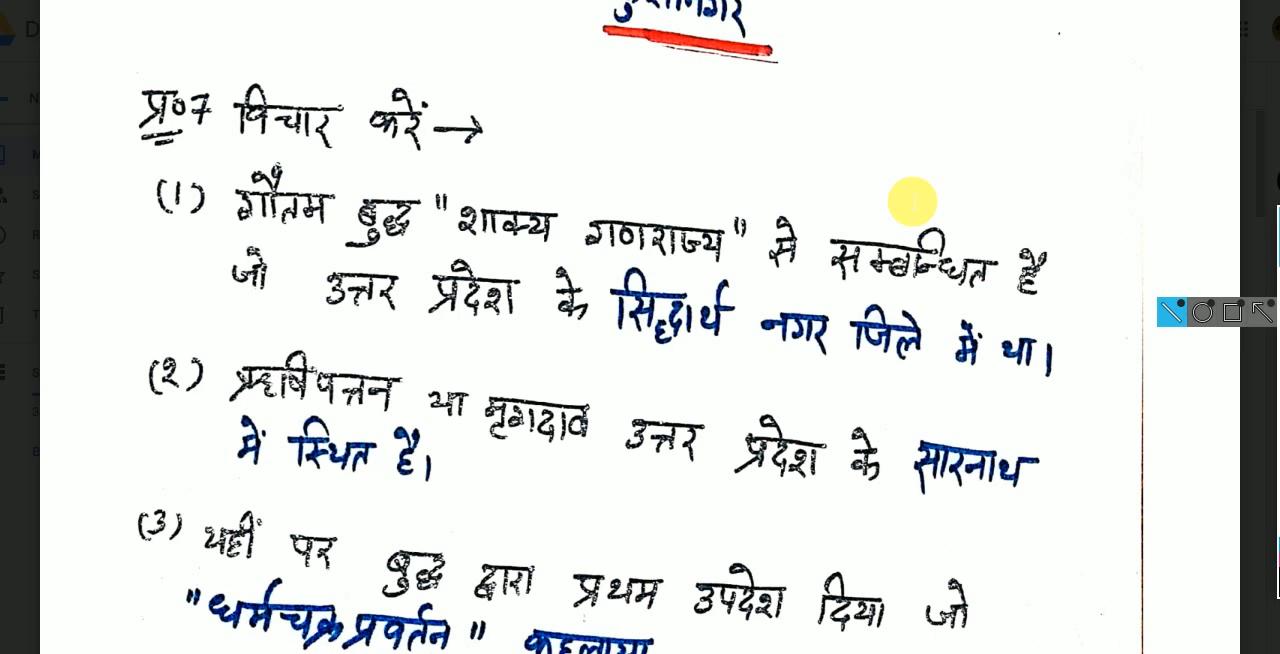 कुशीनगर
प्र०7 विचार करें →
(1) गौतम बुद्ध "शाक्य गणराज्य" से सम्बन्धित है
जो उत्तर प्रदेश के सिद्धार्थ नगर जिले में था।
(2) ऋषिपत्तन या मृगदाव उत्तर प्रदेश के सारनाथ
में स्थित है।
(3) यहीं पर बुद्ध द्वारा प्रथम उपदेश दिया जो
"धर्मचक्रप्रवर्तन" कहलाया